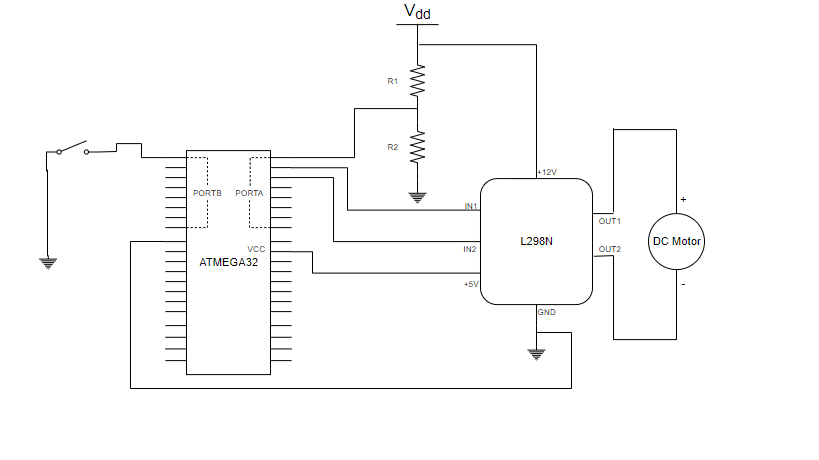 Vdd
R1
R2
+12V
PORTB PORTA
IN1
OUT1
DC Motor
+
-
L298N
IN2
OUT2
VCC
ATMEGA32
+5V
GND